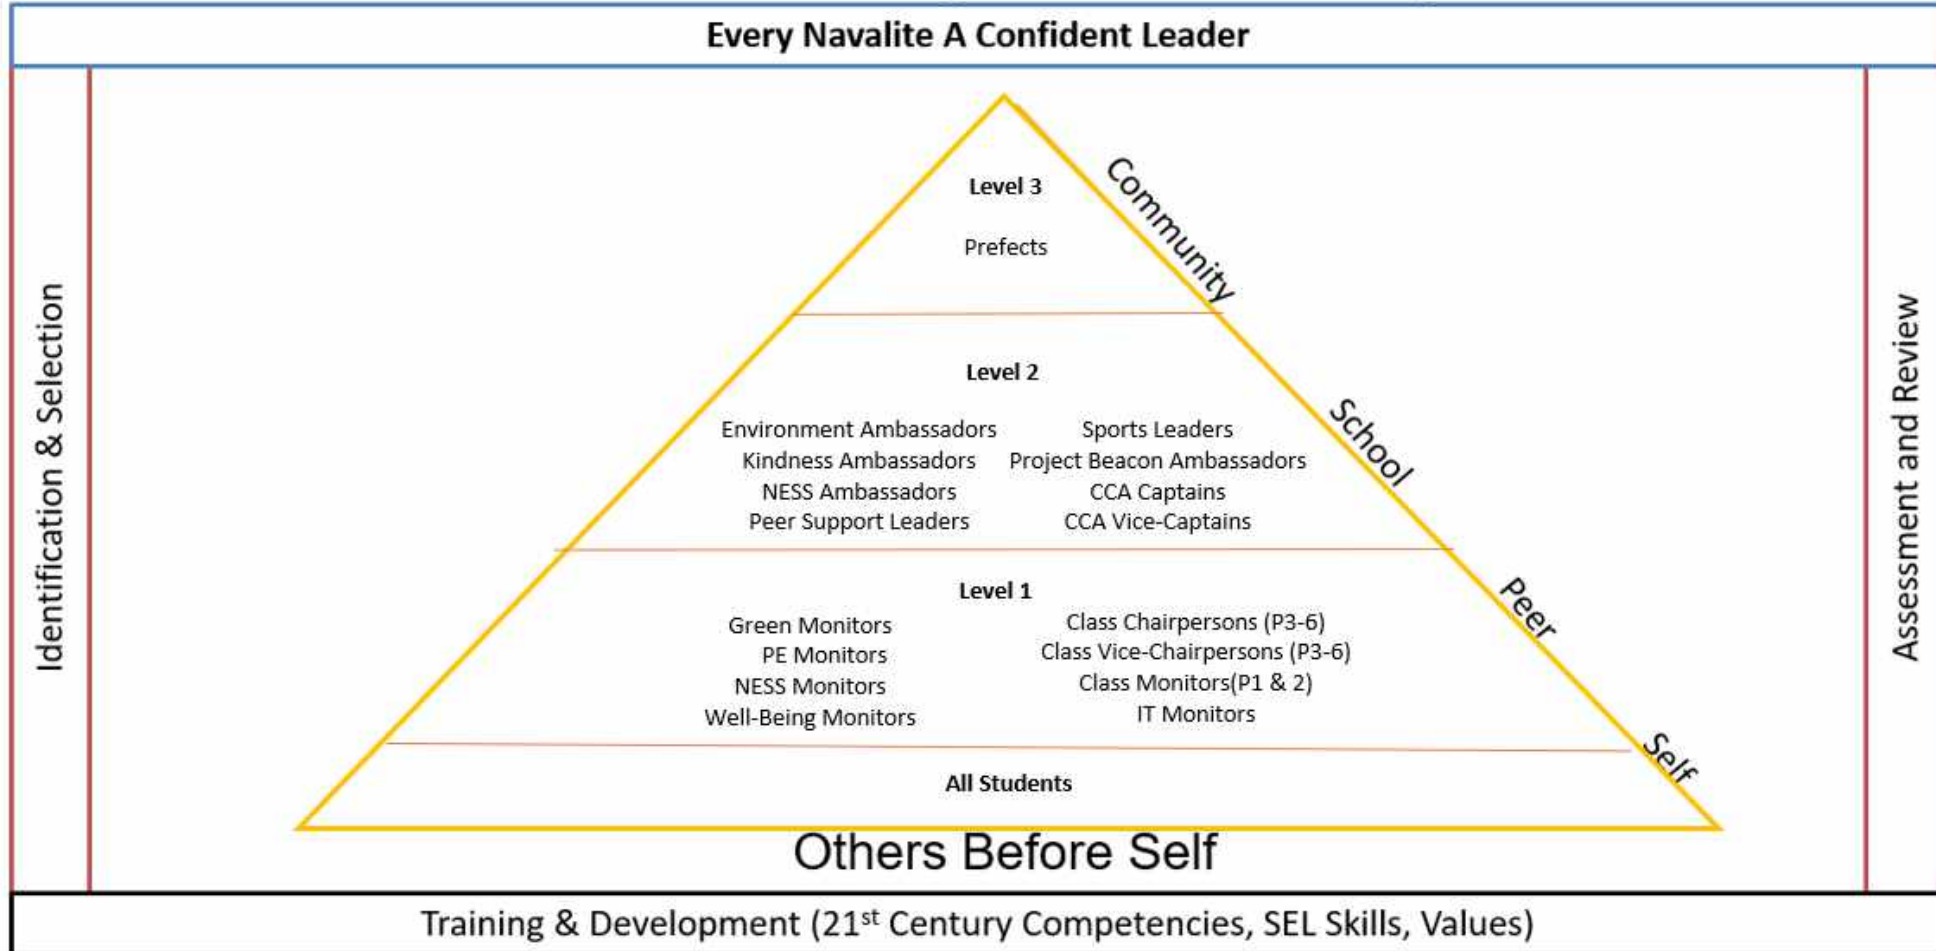 Every Navalite A Confident Leader
Identification & Selection
Level 3
Prefects
Community
Level 2
Environment Ambassadors
Kindness Ambassadors
NESS Ambassadors
Peer Support Leaders
Sports Leaders
Project Beacon Ambassadors
CCA Captains
CCA Vice-Captains
School
Level 1
Green Monitors
PE Monitors
NESS Monitors
Well-Being Monitors
Class Chairpersons (P3-6)
Class Vice-Chairpersons (P3-6)
Class Monitors(P1 & 2)
IT Monitors
Peer
All Students
Self
Assessment and Review
Others Before Self
Training & Development (21st Century Competencies, SEL Skills, Values)